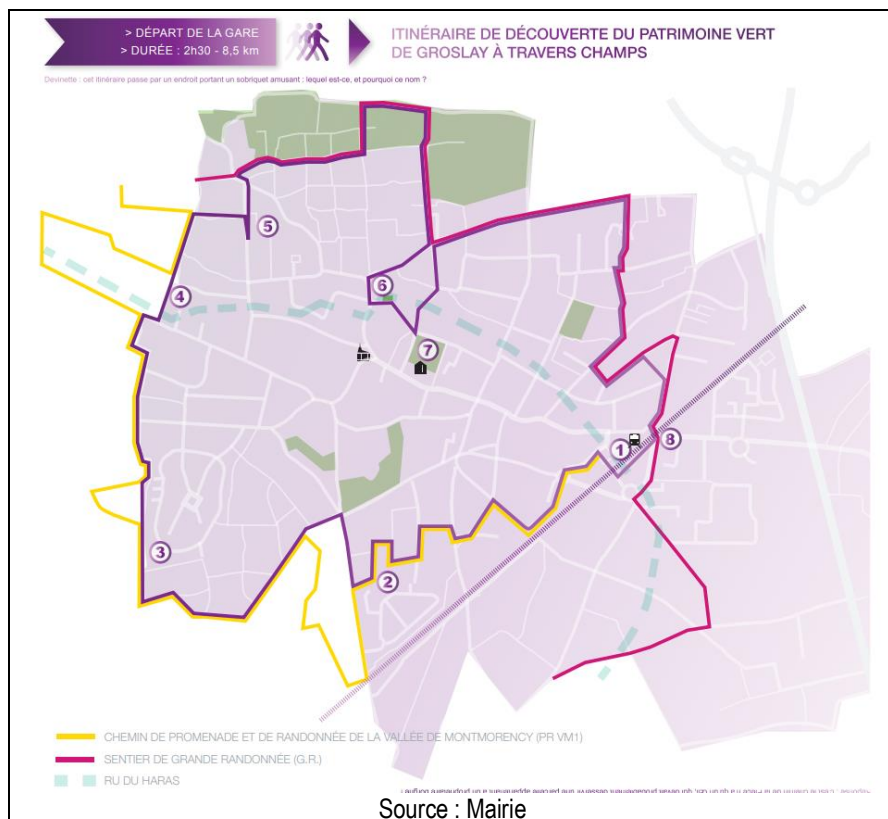 > DÉPART DE LA GARE
> DURÉE : 2h30 - 8,5 km
ITINÉRAIRE DE DÉCOUVERTE DU PATRIMOINE VERT
DE GROSLAY À TRAVERS CHAMPS
Devinette : cet itinéraire passe par un endroit portant un sobriquet amusant : lequel est-ce, et pourquoi ce nom ?
5
4
6
7
1
8
3
2
CHEMIN DE PROMENADE ET DE RANDONNÉE DE LA VALLÉE DE MONTMORENCY (PR VM1)
SENTIER DE GRANDE RANDONNÉE (G.R.)
RU DU HARAS
Source : Mairie